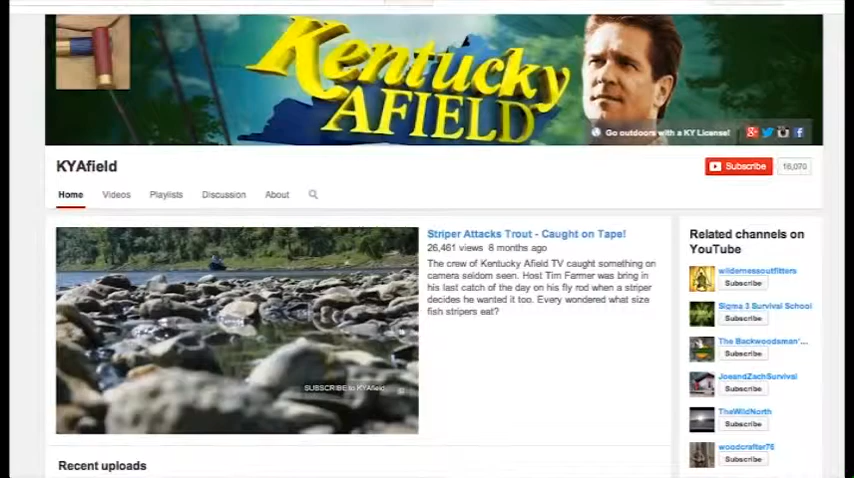 Kentucky
AFIELD
Go outdoors with a KY License!
KYAfield
Subscribe
16,070
Home
Videos
Playlists
Discussion
About
Striper Attacks Trout - Caught on Tape!
26,461 views 8 months ago
The crew of Kentucky Afield TV caught something on
camera seldom seen. Host Tim Farmer was bring in
his last catch of the day on his fly rod when a striper
decides he wanted it too. Every wondered what size
fish stripers eat?
SUBSCRIBE to KYAfield
Related channels on
YouTube
wildernessoutfitters
Subscribe
Sigma 3 Survival School
Subscribe
The Backwoodsman'...
Subscribe
JoeandZachSurvival
Subscribe
TheWildNorth
Subscribe
woodcrafter76
Subscribe
Recent uploads